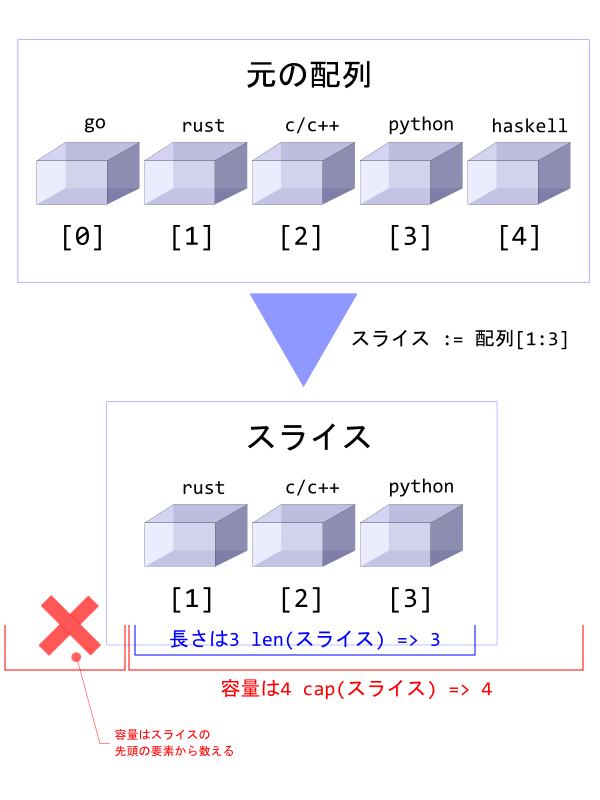 元の配列
go rust c/c++ python haskell
[0] [1] [2] [3] [4]
スライス := 配列[1:3]
スライス
rust c/c++ python
[1] [2] [3]
長さは3 len(スライス) => 3
容量は4 cap(スライス) => 4
容量はスライスの
先頭の要素から数える